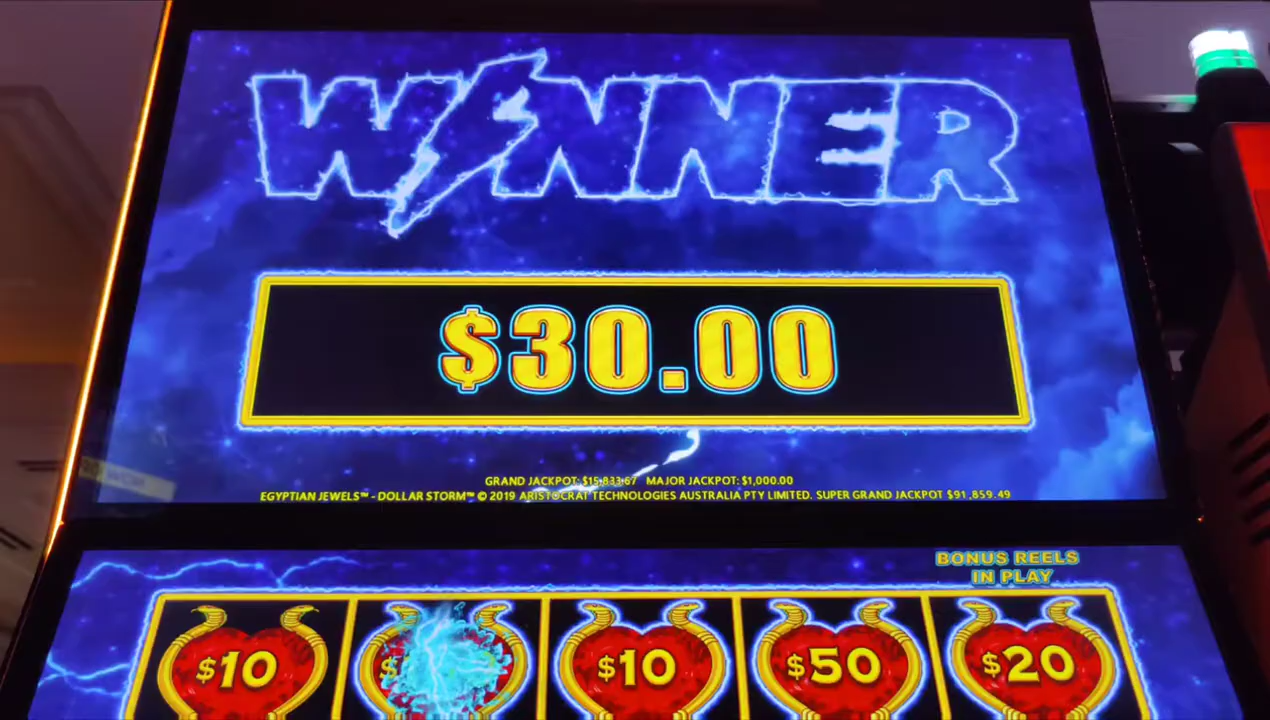 WINNER
$30.00
GRAND JACKPOT: $15,833.67 MAJOR JACKPOT: $1,000.00
EGYPTIAN JEWELS™ - DOLLAR STORM™ © 2019 ARISTOCRAT TECHNOLOGIES AUSTRALIA PTY LIMITED. SUPER GRAND JACKPOT $91,859.49
BONUS REELS
IN PLAY
$10 $10 $50 $20